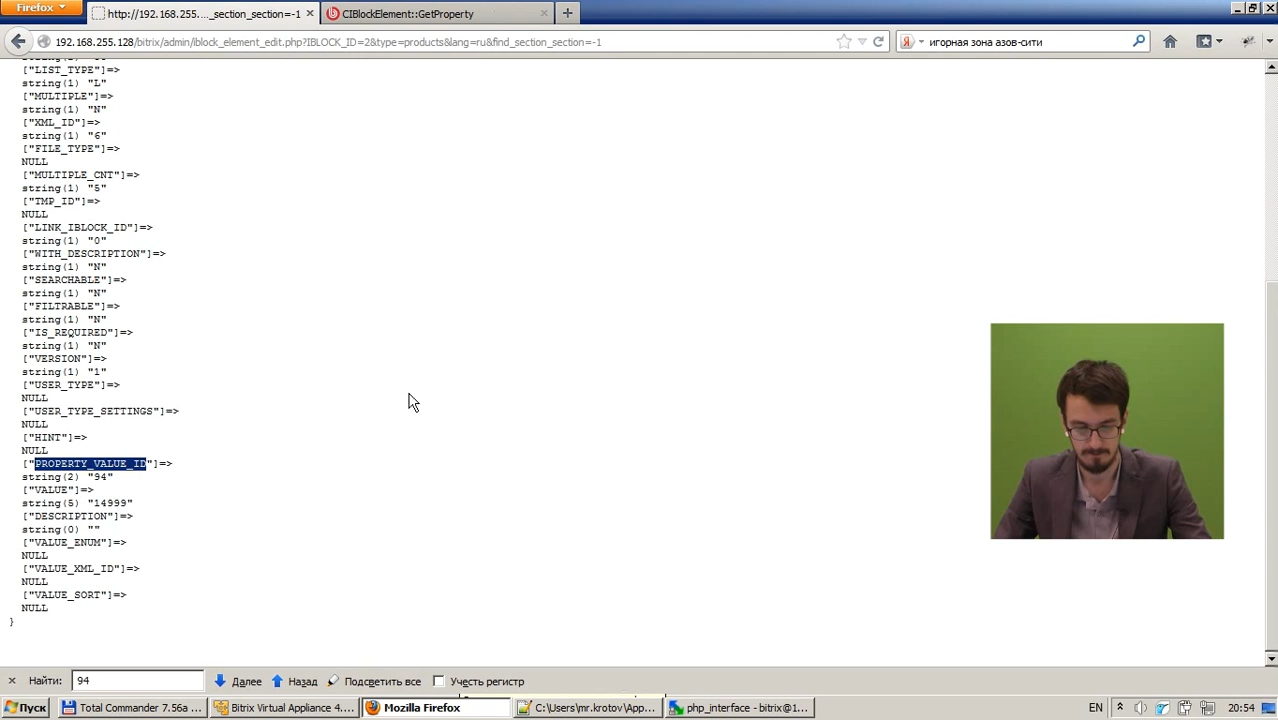 Firefox
http://192.168.255...._section_section=-1
CIBlockElement::GetProperty
192.168.255.128/bitrix/admin/iblock_element_edit.php?IBLOCK_ID=2&type=products&lang=ru&find_section_section=-1
игорная зона азов-сити
["LIST_TYPE"]=>
string(1) "L"
["MULTIPLE"]=>
string(1) "N"
["XML_ID"]=>
string(1) "6"
["FILE_TYPE"]=>
NULL
["MULTIPLE_CNT"]=>
string(1) "5"
["TMP_ID"]=>
NULL
["LINK_IBLOCK_ID"]=>
string(1) "0"
["WITH_DESCRIPTION"]=>
string(1) "N"
["SEARCHABLE"]=>
string(1) "N"
["FILTRABLE"]=>
string(1) "N"
["IS_REQUIRED"]=>
string(1) "N"
["VERSION"]=>
string(1) "1"
["USER_TYPE"]=>
NULL
["USER_TYPE_SETTINGS"]=>
NULL
["HINT"]=>
NULL
["PROPERTY_VALUE_ID"]=>
string(2) "94"
["VALUE"]=>
string(5) "14999"
["DESCRIPTION"]=>
string(0) ""
["VALUE_ENUM"]=>
NULL
["VALUE_XML_ID"]=>
NULL
["VALUE_SORT"]=>
NULL
}
Найти: 94 Далее Назад Подсветить все Учесть регистр
Пуск Total Commander 7.56a ... Bitrix Virtual Appliance 4.... Mozilla Firefox C:\Users\mr.krotov\App... php_interface - bitrix@1... EN 20:54